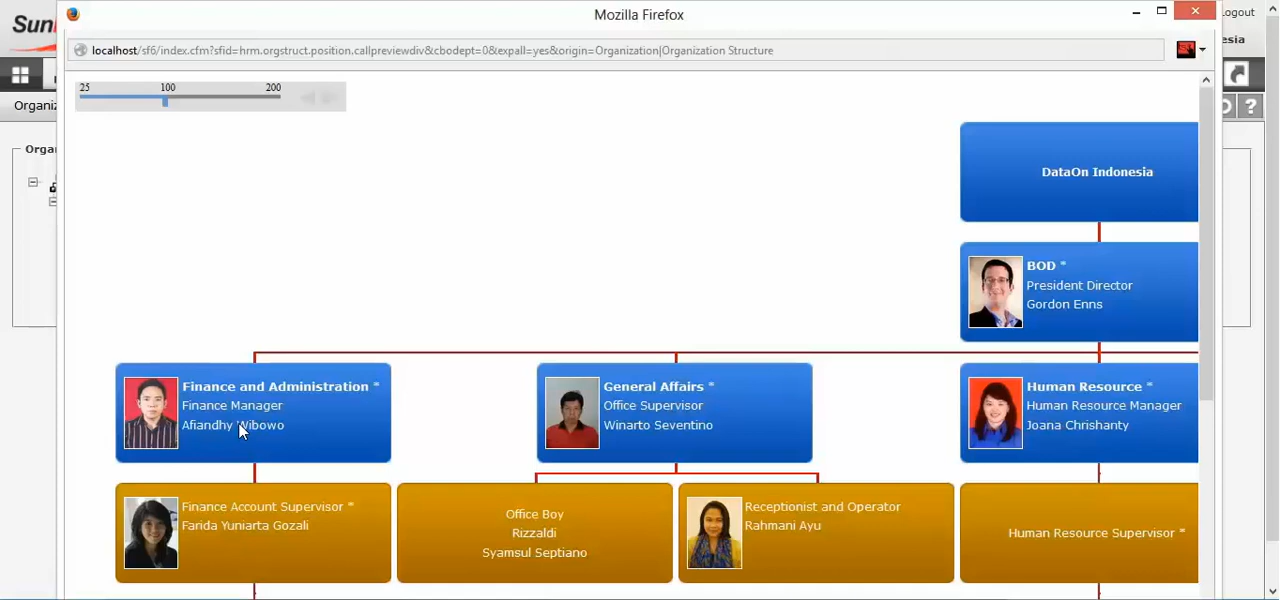 Mozilla Firefox
Logout
localhost/sf6/index.cfm?sfid=hrm.orgstruct.position.callpreviewdiv&cbodept=0&expall=yes&origin=Organization|Organization Structure
25 100 200
DataOn Indonesia
BOD *
President Director
Gordon Enns
Finance and Administration *
Finance Manager
Afiandhy Wibowo
General Affairs *
Office Supervisor
Winarto Seventino
Human Resource *
Human Resource Manager
Joana Chrishanty
Finance Account Supervisor *
Farida Yuniarta Gozali
Office Boy
Rizzaldi
Syamsul Septiano
Receptionist and Operator
Rahmani Ayu
Human Resource Supervisor *